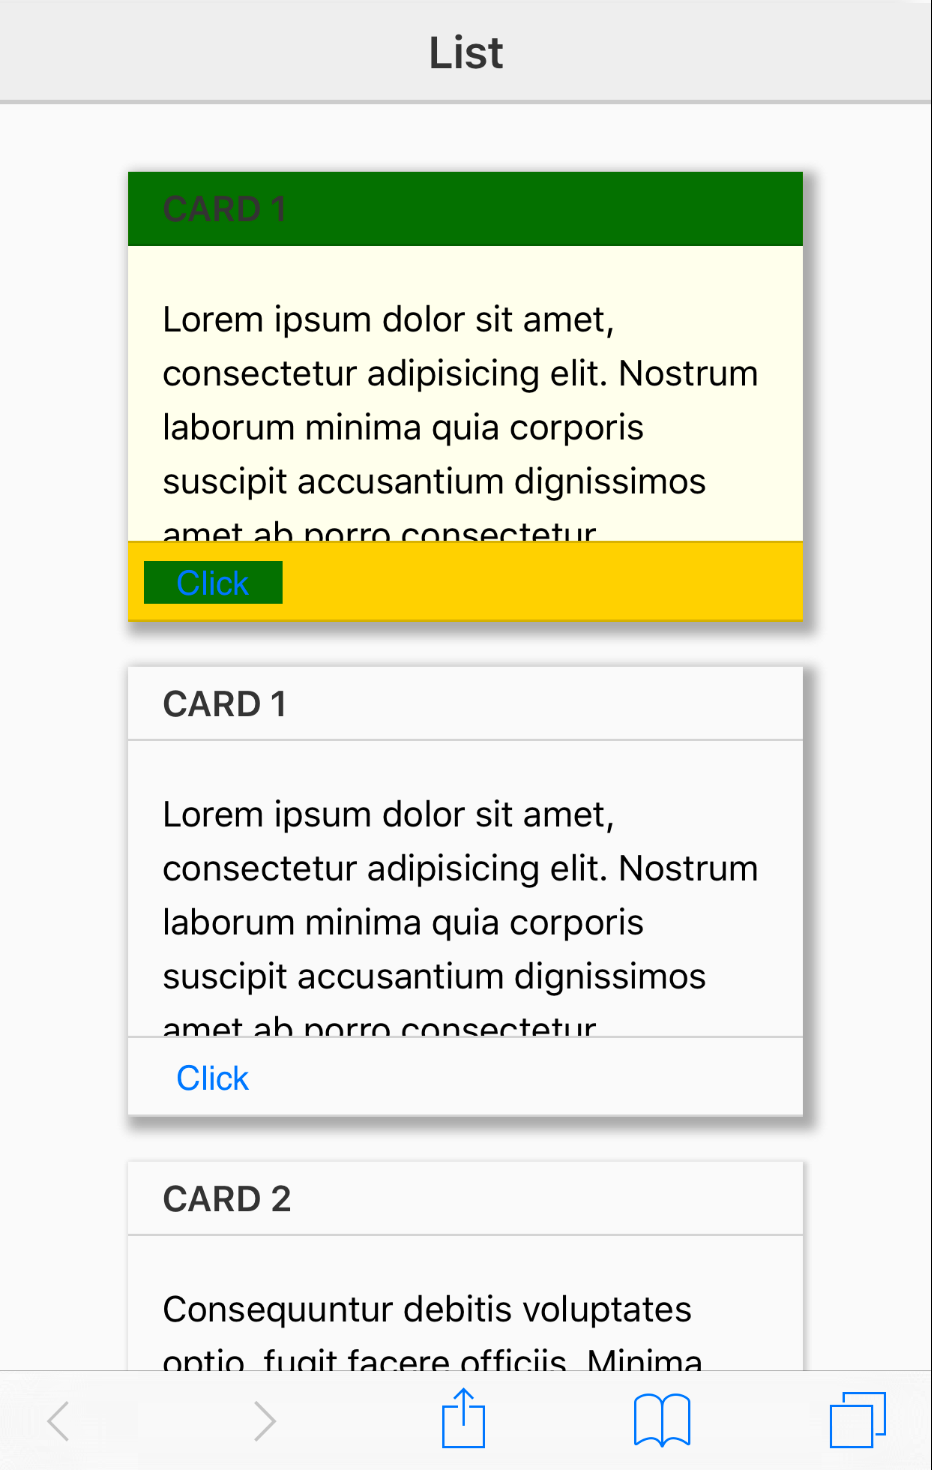 List
CARD 1
Lorem ipsum dolor sit amet,
consectetur adipisicing elit. Nostrum
laborum minima quia corporis
suscipit accusantium dignissimos
amet ab porro consectetur
Click
CARD 1
Lorem ipsum dolor sit amet,
consectetur adipisicing elit. Nostrum
laborum minima quia corporis
suscipit accusantium dignissimos
amet ab porro consectetur
Click
CARD 2
Consequuntur debitis voluptates
optio, fugit facere officiis. Minima